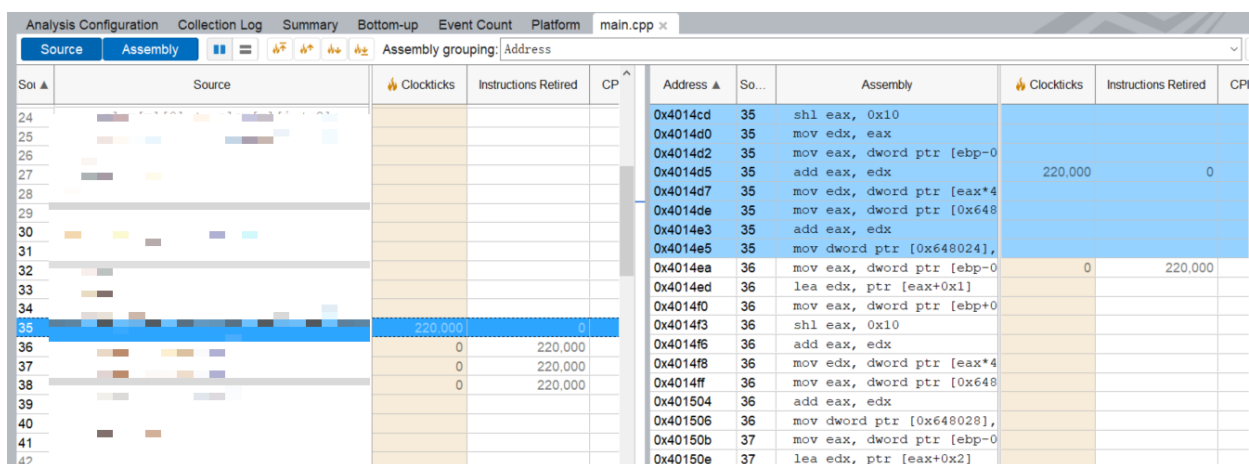 Analysis Configuration Collection Log Summary Bottom-up Event Count Platform main.cpp ×
Source Assembly Assembly grouping: Address
Source Clockticks Instructions Retired CP
Address ▲ So... Assembly Clockticks Instructions Retired CPI
24
25
26
27
28
29
30
31
32
33
34
35 220,000 0
36 0 220,000
37 0 220,000
38 0 220,000
39
40
41
42
0x4014cd 35 shl eax, 0x10
0x4014d0 35 mov edx, eax
0x4014d2 35 mov eax, dword ptr [ebp-0
0x4014d5 35 add eax, edx 220,000 0
0x4014d7 35 mov edx, dword ptr [eax*4
0x4014de 35 mov eax, dword ptr [0x648
0x4014e3 35 add eax, edx
0x4014e5 35 mov dword ptr [0x648024],
0x4014ea 36 mov eax, dword ptr [ebp-0 0 220,000
0x4014ed 36 lea edx, ptr [eax+0x1]
0x4014f0 36 mov eax, dword ptr [ebp+0
0x4014f3 36 shl eax, 0x10
0x4014f6 36 add eax, edx
0x4014f8 36 mov edx, dword ptr [eax*4
0x4014ff 36 mov eax, dword ptr [0x648
0x401504 36 add eax, edx
0x401506 36 mov dword ptr [0x648028],
0x40150b 37 mov eax, dword ptr [ebp-0
0x40150e 37 lea edx, ptr [eax+0x2]